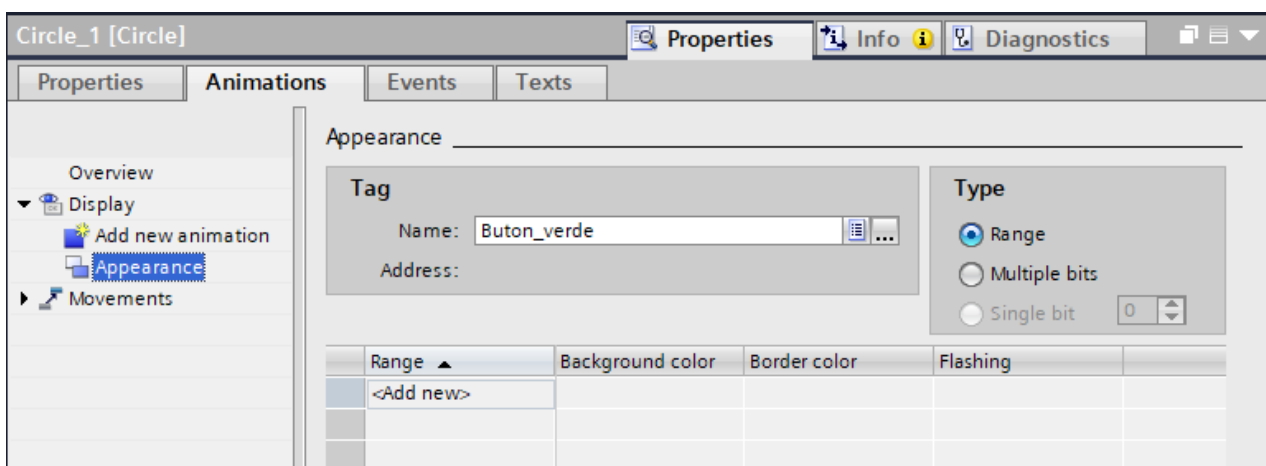 Circle_1 [Circle]
Properties
Info
Diagnostics
Properties
Animations
Events
Texts
Overview
Display
Add new animation
Appearance
Movements
Appearance
Tag
Name: Buton_verde ...
Address:
Type
Range
Multiple bits
Single bit 0
Range Background color Border color Flashing
<Add new>